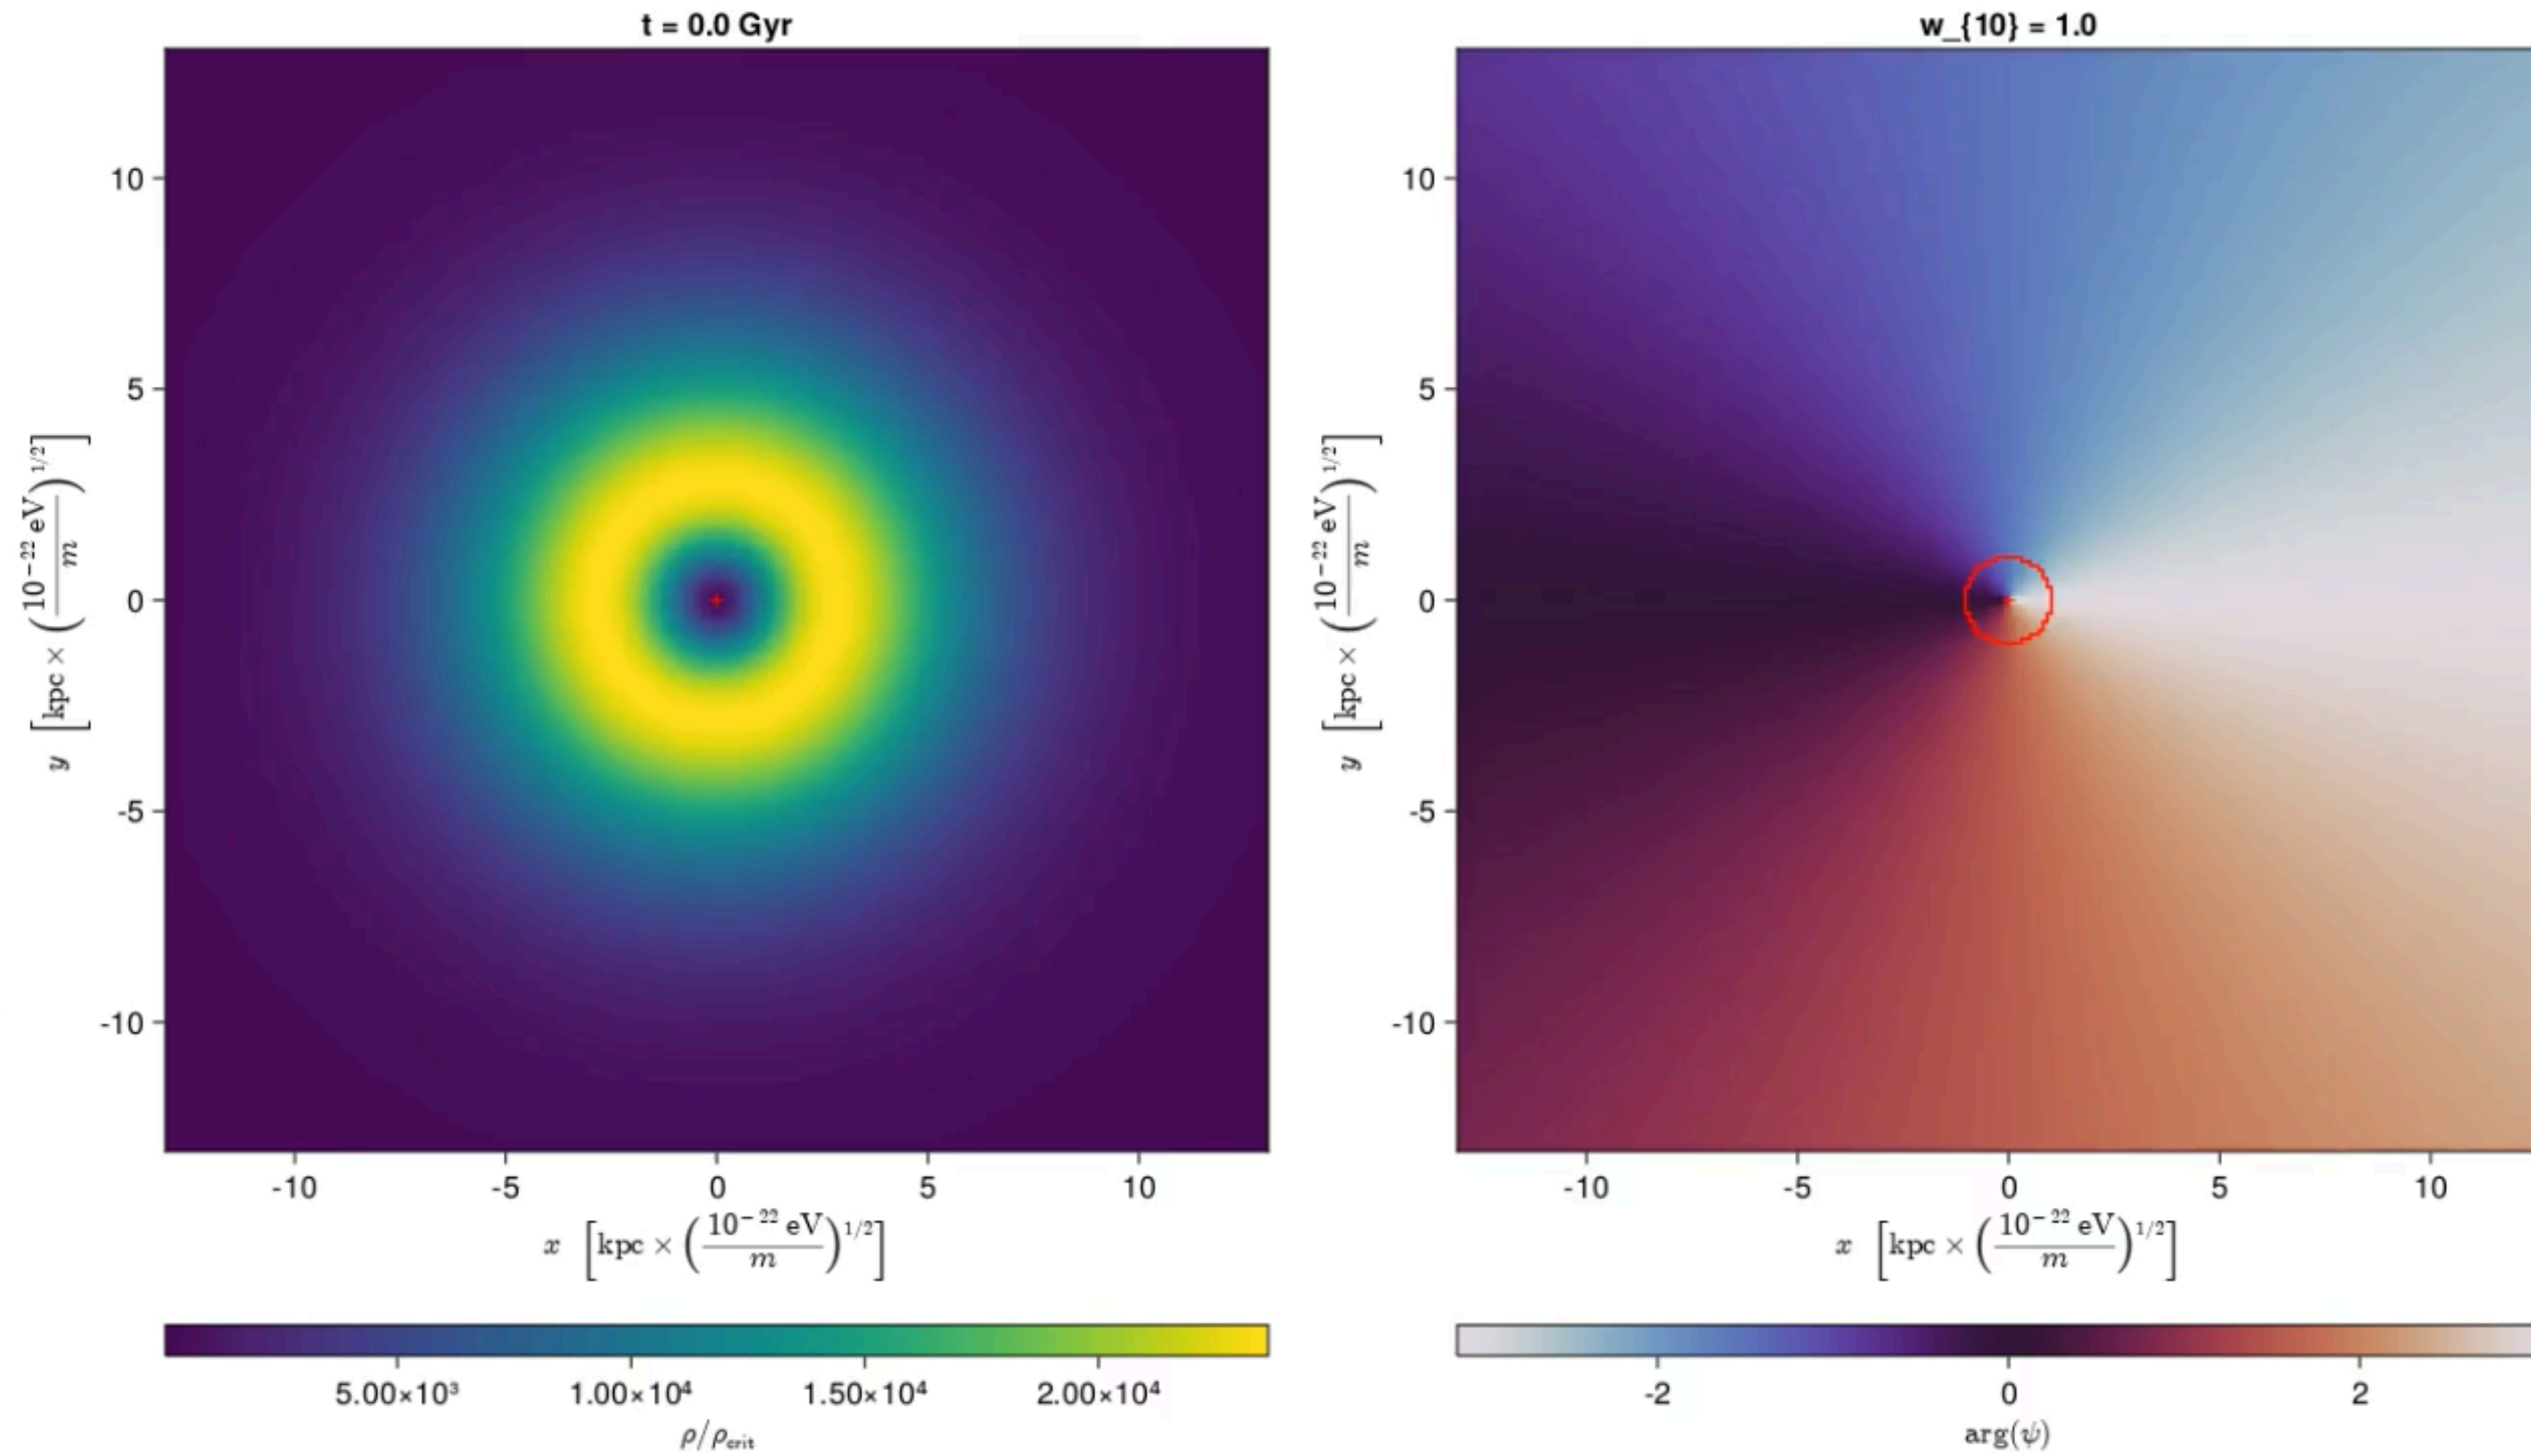 t = 0.0 Gyr
10
5
0
-5
-10
y [kpc × (10⁻²² eV / m)^{1/2}]
-10 -5 0 5 10
x [kpc × (10⁻²² eV / m)^{1/2}]
5.00×10³ 1.00×10⁴ 1.50×10⁴ 2.00×10⁴
ρ/ρ_crit
w_{10} = 1.0
10
5
0
-5
-10
y [kpc × (10⁻²² eV / m)^{1/2}]
-10 -5 0 5 10
x [kpc × (10⁻²² eV / m)^{1/2}]
-2 0 2
arg(ψ)